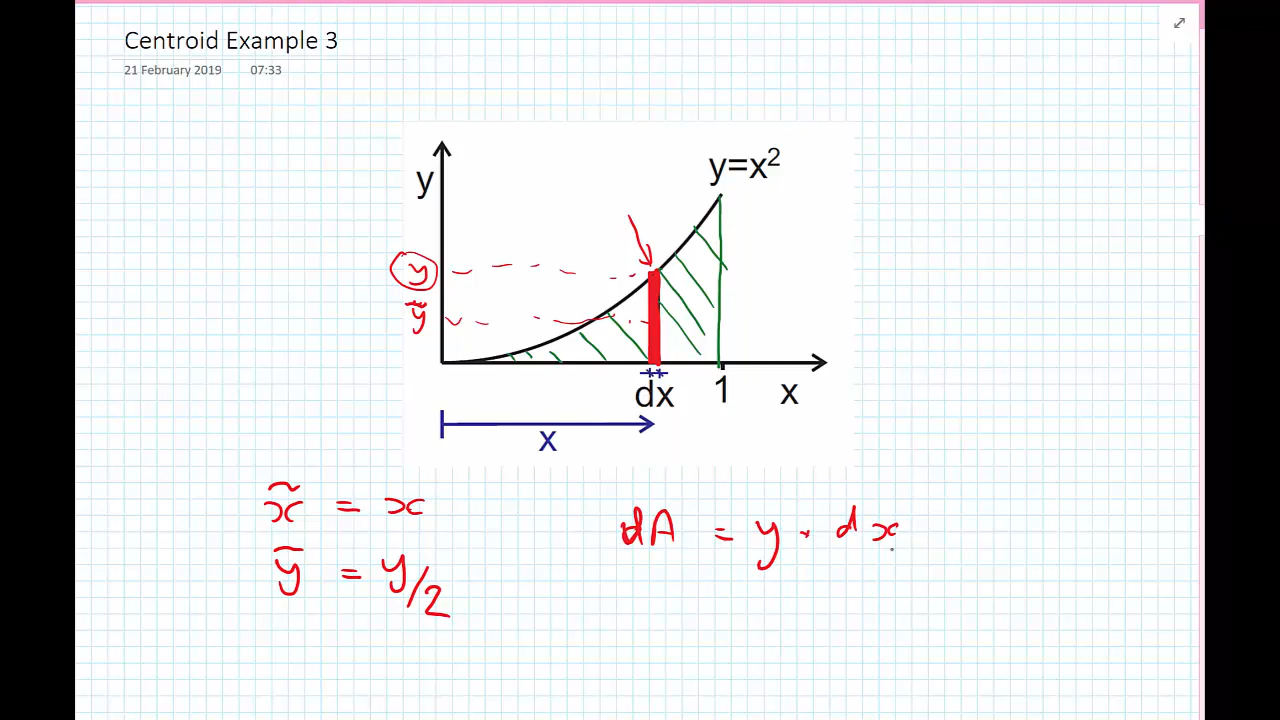 Centroid Example 3
21 February 2019 07:33
y=x²
y
y
ỹ
dx
1
x
x
x̃ = x
dA = y . dx
ỹ = y/2